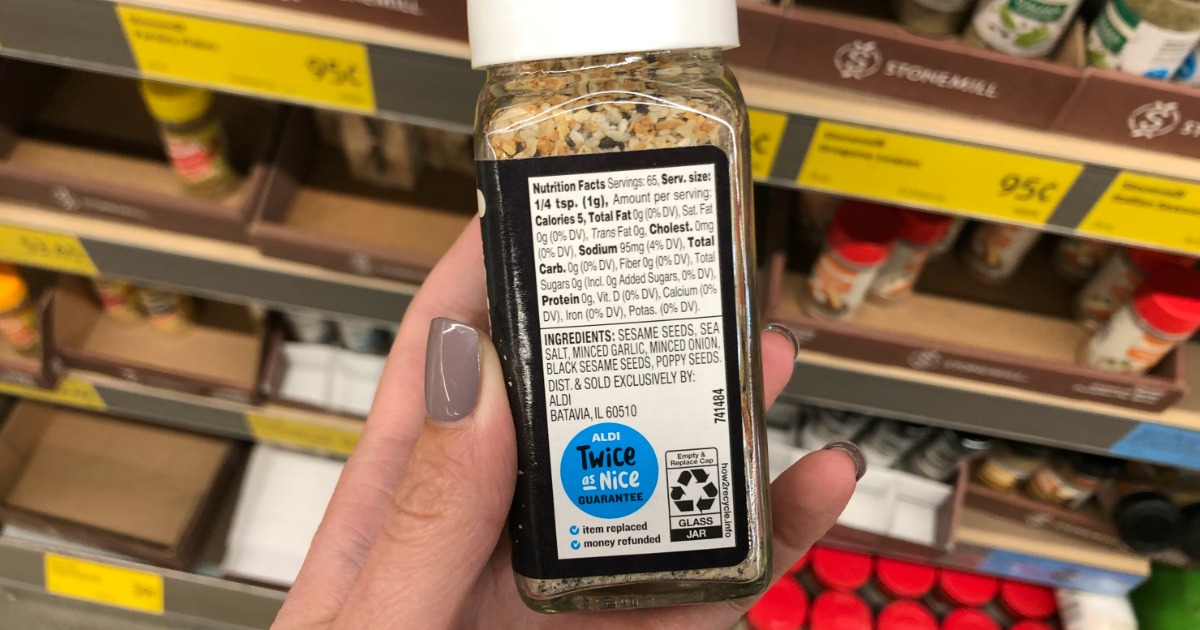 95¢
STONEMILL
95¢
Nutrition Facts Servings: 65, Serv. size:
1/4 tsp. (1g), Amount per serving:
Calories 5, Total Fat 0g (0% DV), Sat. Fat
0g (0% DV), Trans Fat 0g, Cholest. 0mg
(0% DV), Sodium 95mg (4% DV), Total
Carb. 0g (0% DV), Fiber 0g (0% DV), Total
Sugars 0g (Incl. 0g Added Sugars, 0% DV),
Protein 0g, Vit. D (0% DV), Calcium (0%
DV), Iron (0% DV), Potas. (0% DV).
INGREDIENTS: SESAME SEEDS, SEA
SALT, MINCED GARLIC, MINCED ONION,
BLACK SESAME SEEDS, POPPY SEEDS.
DIST. & SOLD EXCLUSIVELY BY:
ALDI
BATAVIA, IL 60510
741484
ALDI
Twice
as Nice
GUARANTEE
item replaced
money refunded
Empty &
Replace Cap
GLASS
JAR
how2recycle.info